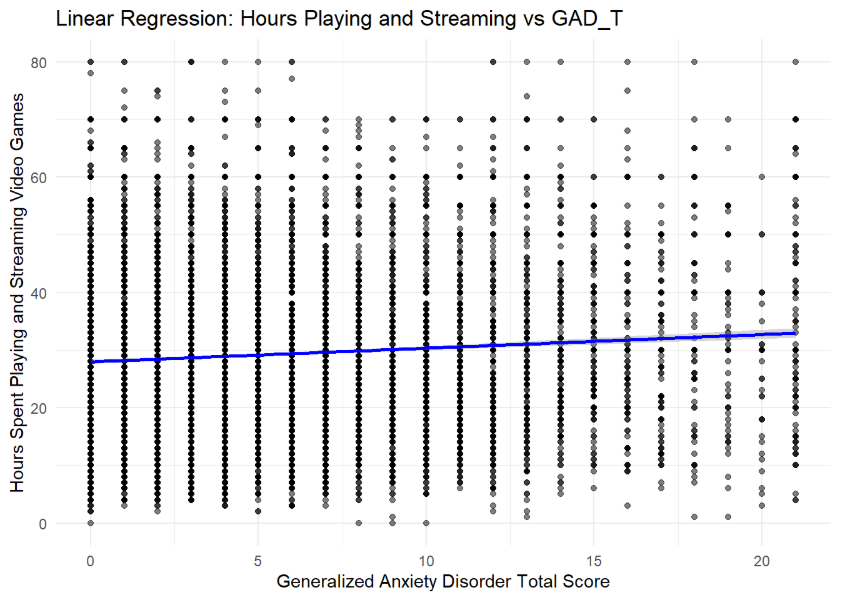 Linear Regression: Hours Playing and Streaming vs GAD_T
Hours Spent Playing and Streaming Video Games
80
60
40
20
0
0 5 10 15 20
Generalized Anxiety Disorder Total Score